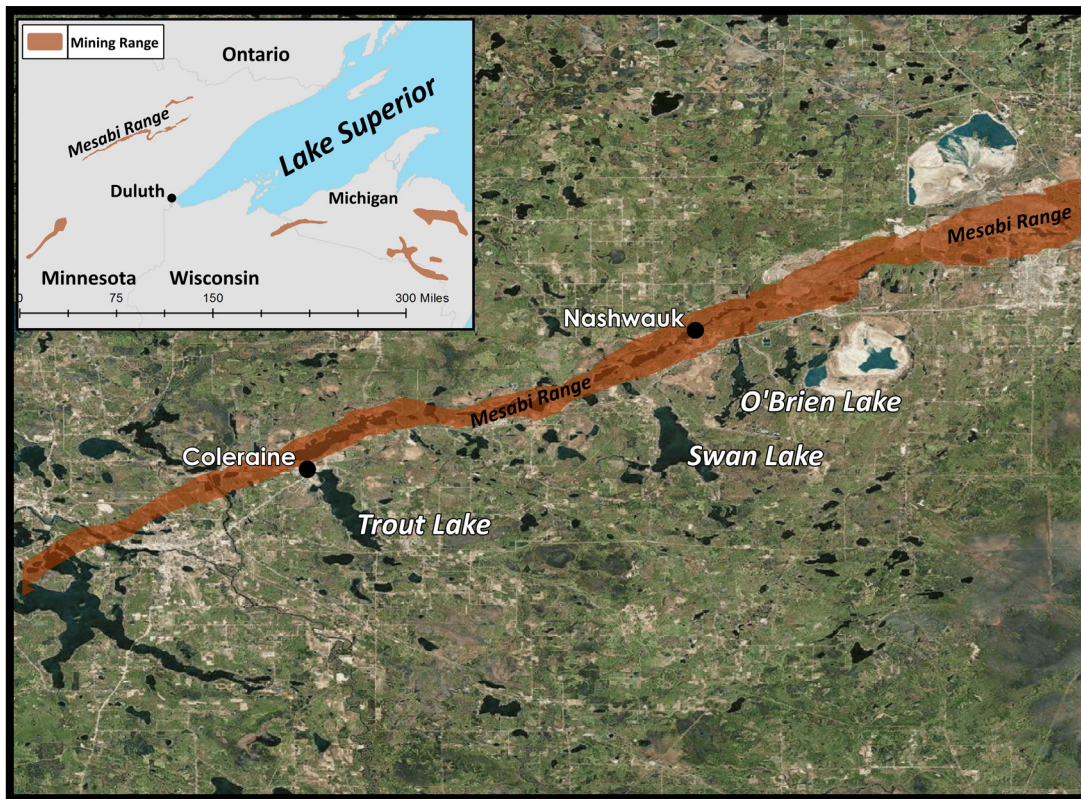 Mining Range
Ontario
Mesabi Range
Lake Superior
Duluth
Michigan
Minnesota
Wisconsin
0 75 150 300 Miles
Mesabi Range
Nashwauk
Mesabi Range
O'Brien Lake
Coleraine
Swan Lake
Trout Lake